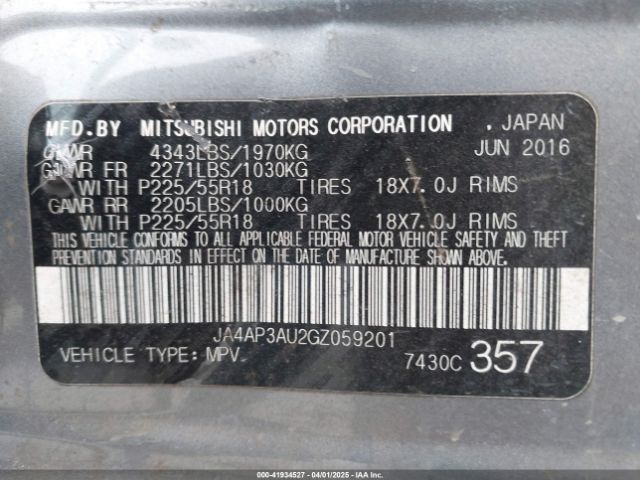 MFD.BY MITSUBISHI MOTORS CORPORATION , JAPAN
GVWR 4343LBS/1970KG JUN 2016
GAWR FR 2271LBS/1030KG
WITH P225/55R18 TIRES 18X7.0J RIMS
GAWR RR 2205LBS/1000KG
WITH P225/55R18 TIRES 18X7.0J RIMS
THIS VEHICLE CONFORMS TO ALL APPLICABLE FEDERAL MOTOR VEHICLE SAFETY AND THEFT
PREVENTION STANDARDS IN EFFECT ON THE DATE OF MANUFACTURE SHOWN ABOVE.
JA4AP3AU2GZ059201
VEHICLE TYPE: MPV 7430C 357
000-41934527 04/01/2025 COPYRIGHT IAA, LLC.